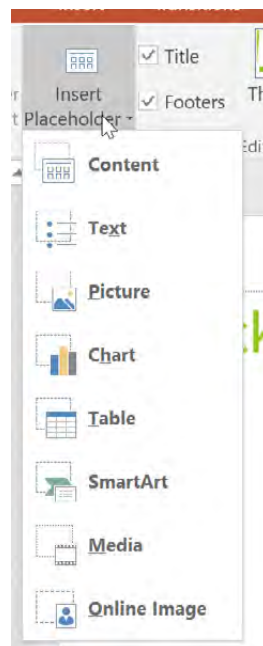 Insert
Placeholder
Title
Footers
Content
Text
Picture
Chart
Table
SmartArt
Media
Online Image